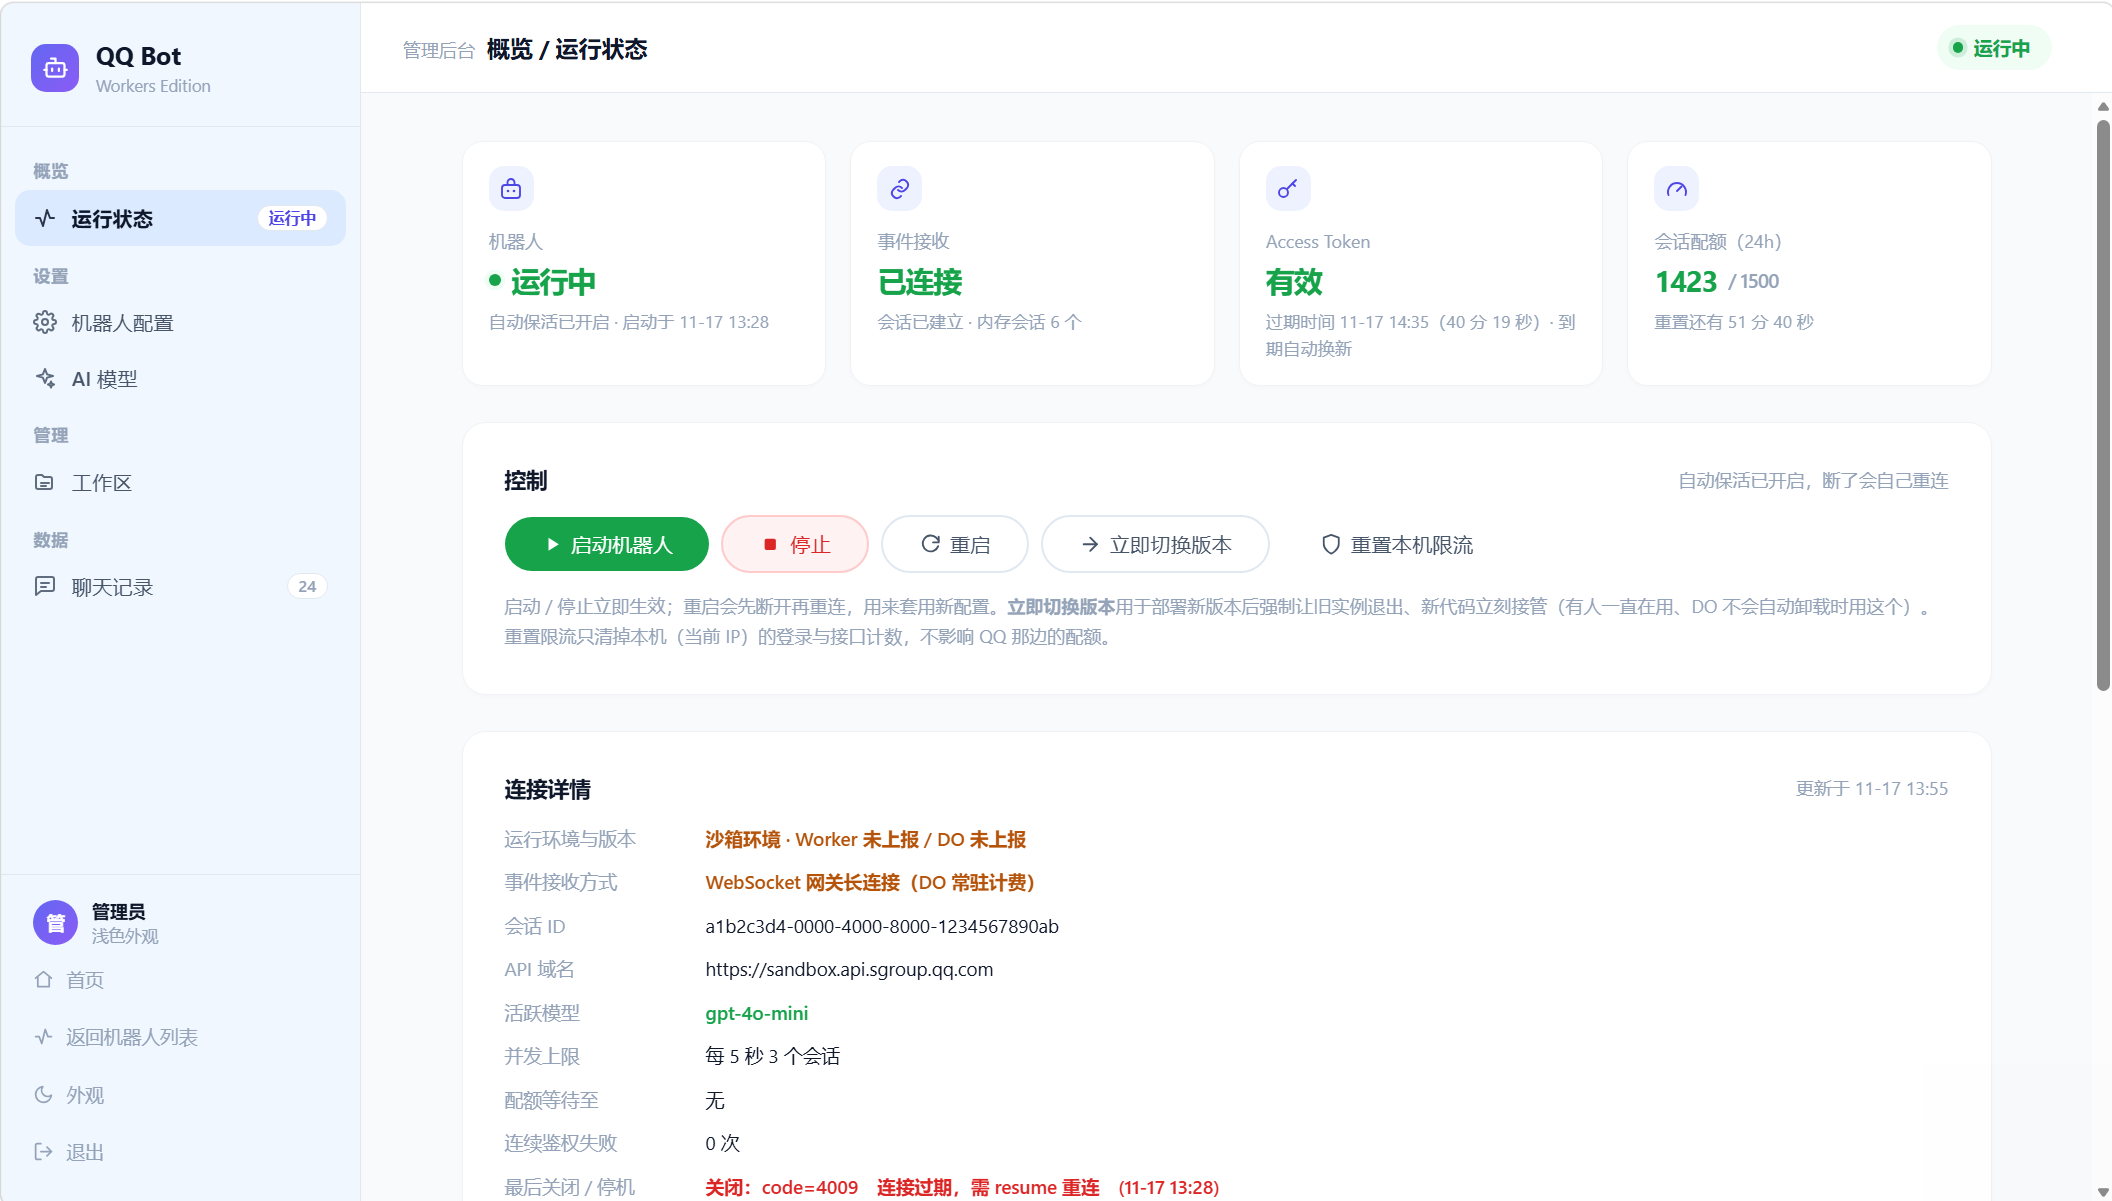 QQ Bot
Workers Edition
概览
运行状态 运行中
设置
机器人配置
AI 模型
管理
工作区
数据
聊天记录 24
管 管理员
浅色外观
首页
返回机器人列表
外观
退出
管理后台 概览 / 运行状态
运行中
机器人
运行中
自动保活已开启 · 启动于 11-17 13:28
事件接收
已连接
会话已建立 · 内存会话 6 个
Access Token
有效
过期时间 11-17 14:35（40 分 19 秒）· 到
期自动换新
会话配额（24h）
1423 / 1500
重置还有 51 分 40 秒
控制
自动保活已开启，断了会自己重连
启动机器人 停止 重启 立即切换版本 重置本机限流
启动 / 停止立即生效；重启会先断开再重连，用来套用新配置。立即切换版本用于部署新版本后强制让旧实例退出、新代码立刻接管（有人一直在用、DO 不会自动卸载时用这个）。
重置限流只清掉本机（当前 IP）的登录与接口计数，不影响 QQ 那边的配额。
连接详情
更新于 11-17 13:55
运行环境与版本 沙箱环境 · Worker 未上报 / DO 未上报
事件接收方式 WebSocket 网关长连接（DO 常驻计费）
会话 ID a1b2c3d4-0000-4000-8000-1234567890ab
API 域名 https://sandbox.api.sgroup.qq.com
活跃模型 gpt-4o-mini
并发上限 每 5 秒 3 个会话
配额等待至 无
连续鉴权失败 0 次
最后关闭 / 停机 关闭：code=4009 连接过期，需 resume 重连 (11-17 13:28)